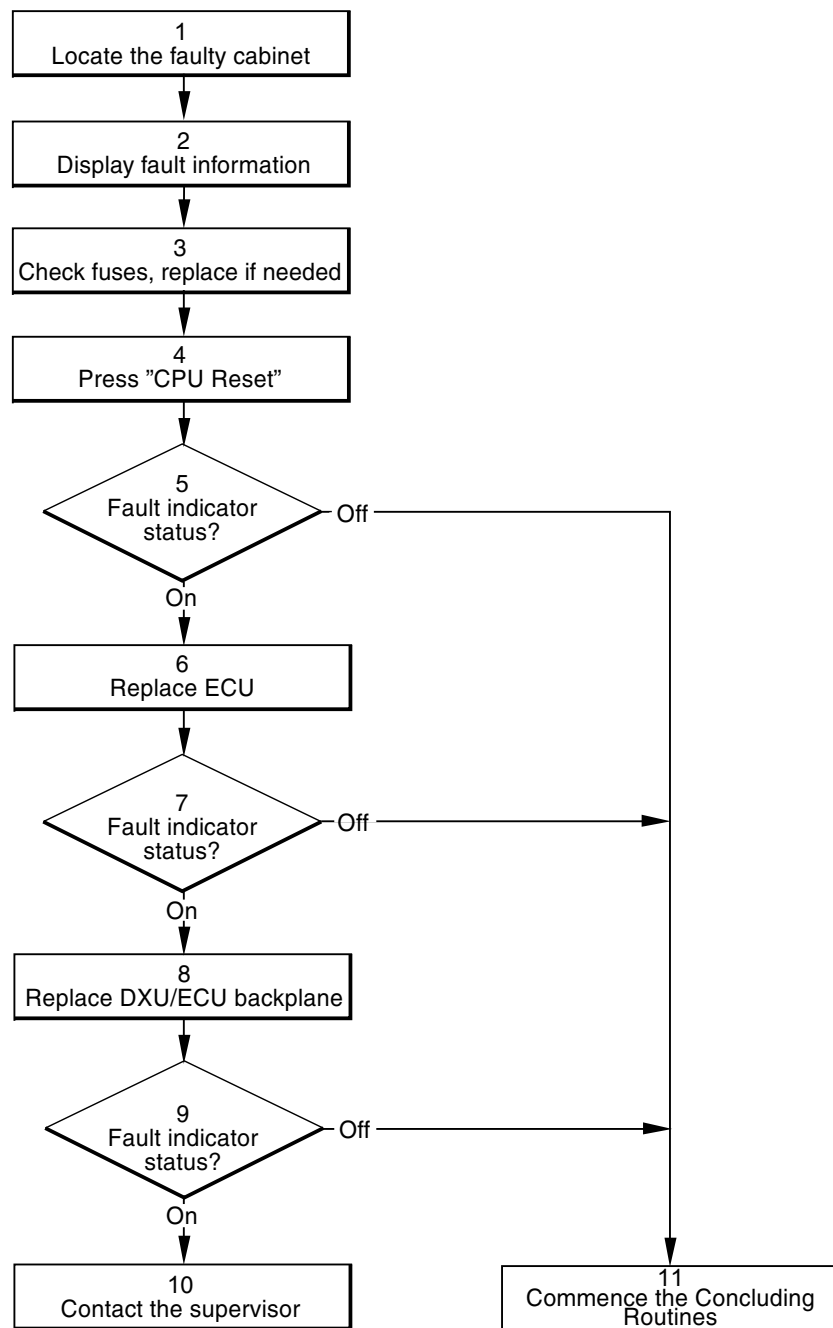 1
Locate the faulty cabinet
2
Display fault information
3
Check fuses, replace if needed
4
Press ”CPU Reset”
5
Fault indicator
status?
Off
On
6
Replace ECU
7
Fault indicator
status?
Off
On
8
Replace DXU/ECU backplane
9
Fault indicator
status?
Off
On
10
Contact the supervisor
11
Commence the Concluding
Routines